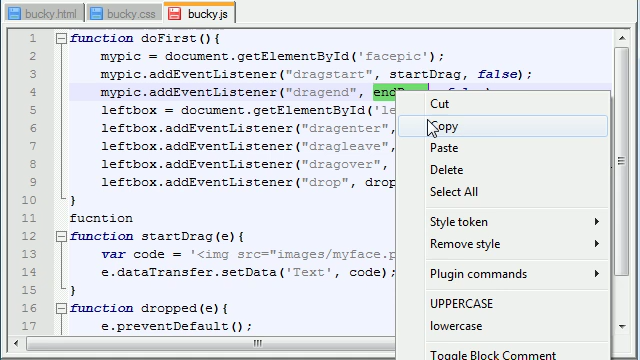 bucky.html bucky.css bucky.js
1 function doFirst(){
2 mypic = document.getElementById('facepic');
3 mypic.addEventListener("dragstart", startDrag, false);
4 mypic.addEventListener("dragend",
5 leftbox = document.getElementById('le
6 leftbox.addEventListener("dragenter",
7 leftbox.addEventListener("dragleave",
8 leftbox.addEventListener("dragover",
9 leftbox.addEventListener("drop", drop
10 }
11 fucntion
12 function startDrag(e){
13 var code = '<img src="images/myface.p
14 e.dataTransfer.setData('Text', code);
15 }
16 function dropped(e){
17 e.preventDefault();
Cut
Copy
Paste
Delete
Select All
Style token
Remove style
Plugin commands
UPPERCASE
lowercase
Toggle Block Comment